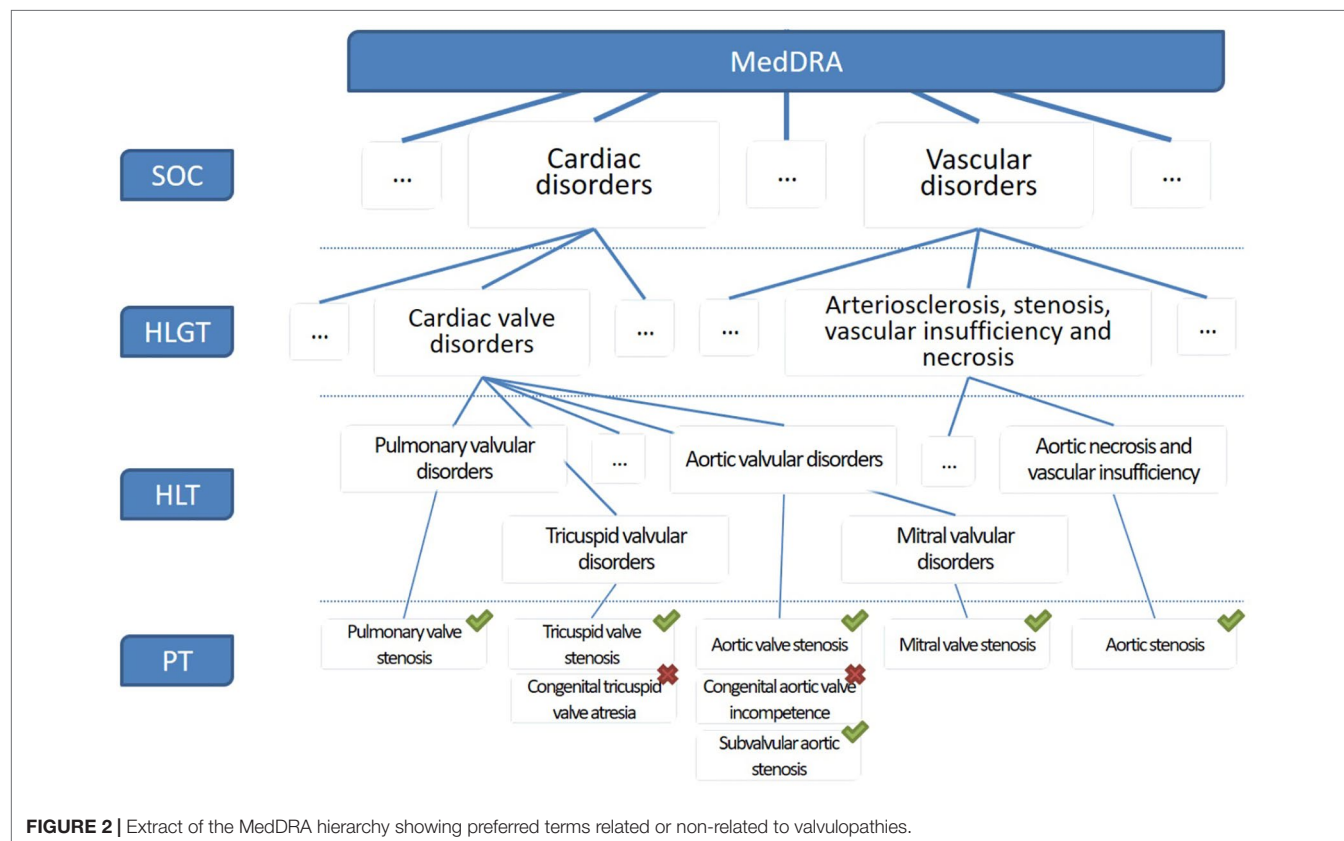 MedDRA
SOC
...
Cardiac
disorders
...
Vascular
disorders
...
HLGT
...
Cardiac valve
disorders
...
...
Arteriosclerosis, stenosis,
vascular insufficiency and
necrosis
...
HLT
Pulmonary valvular
disorders
...
Aortic valvular disorders
...
Aortic necrosis and
vascular insufficiency
Tricuspid valvular
disorders
Mitral valvular
disorders
PT
Pulmonary valve
stenosis
Tricuspid valve
stenosis
Aortic valve stenosis
Mitral valve stenosis
Aortic stenosis
Congenital tricuspid
valve atresia
Congenital aortic valve
incompetence
Subvalvular aortic
stenosis
FIGURE 2 | Extract of the MedDRA hierarchy showing preferred terms related or non-related to valvulopathies.